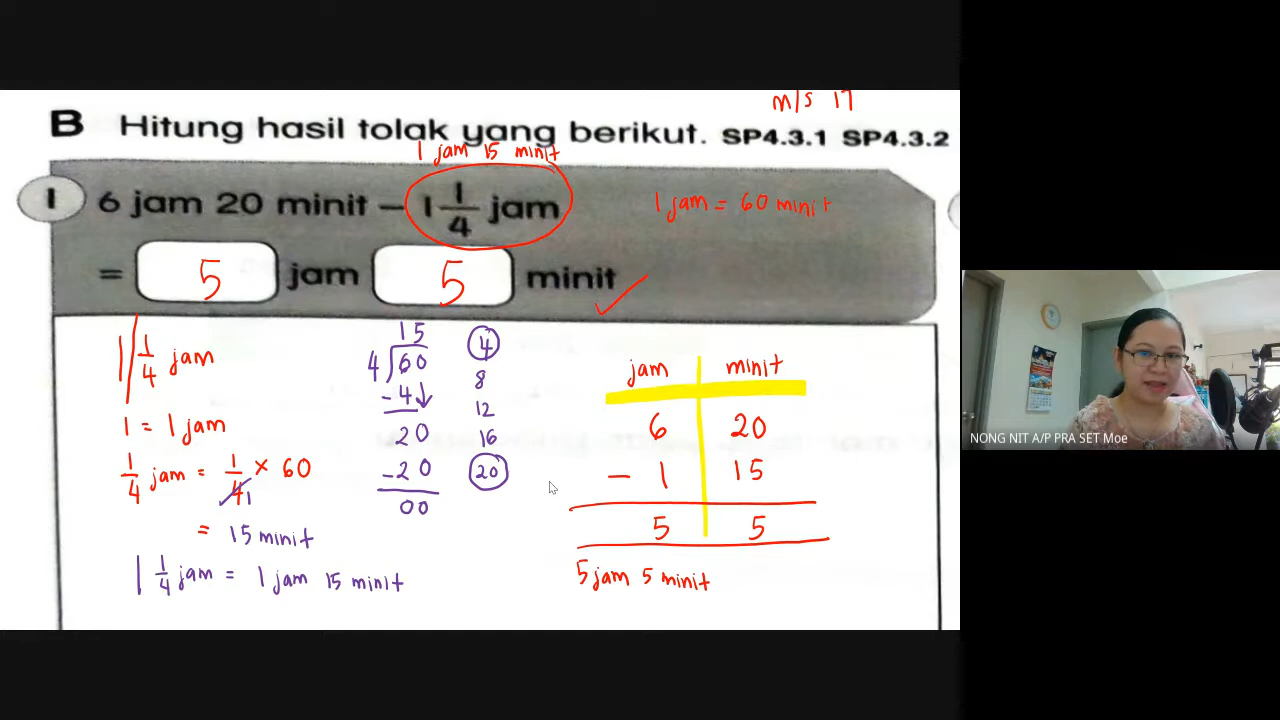 m/s 17
B Hitung hasil tolak yang berikut. SP4.3.1 SP4.3.2
1 jam 15 minit
1 6 jam 20 minit – 1 1/4 jam
1 jam = 60 minit
= 5 jam 5 minit ✓
1 1/4 jam
1 = 1 jam
1/4 jam = 1/4 × 60
1
= 15 minit
1 1/4 jam = 1 jam 15 minit
15
4 60
-4↓
20
-20
00
4
8
12
16
20
jam minit
6 20
– 1 15
5 5
5 jam 5 minit
NONG NIT A/P PRA SET Moe